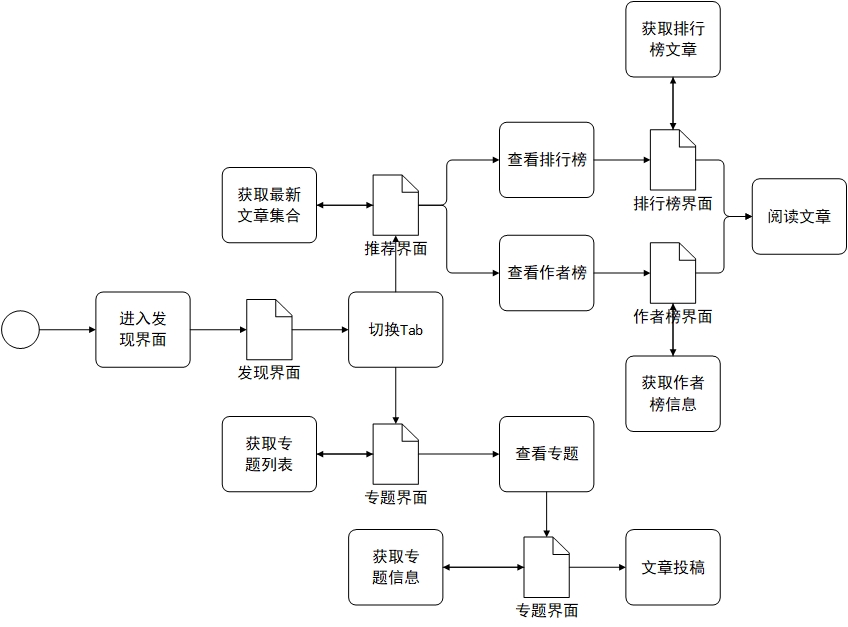 获取排行
榜文章
查看排行榜
排行榜界面
获取最新
文章集合
推荐界面
阅读文章
查看作者榜
作者榜界面
进入发
现界面
发现界面
切换Tab
获取作者
榜信息
获取专
题列表
专题界面
查看专题
获取专
题信息
专题界面
文章投稿